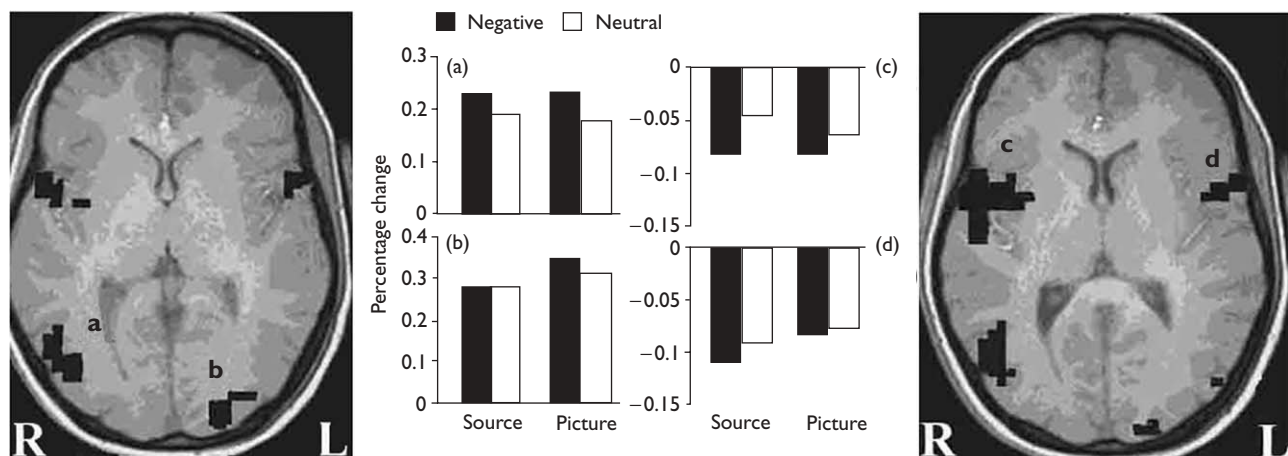 Negative Neutral
(a)
0.3
0.2
0.1
0
(b)
0.4
0.3
0.2
0.1
0
Percentage change
Source Picture
(c)
0
−0.05
−0.1
−0.15
(d)
0
−0.05
−0.1
−0.15
Source Picture
a
b
R L
c
d
R L